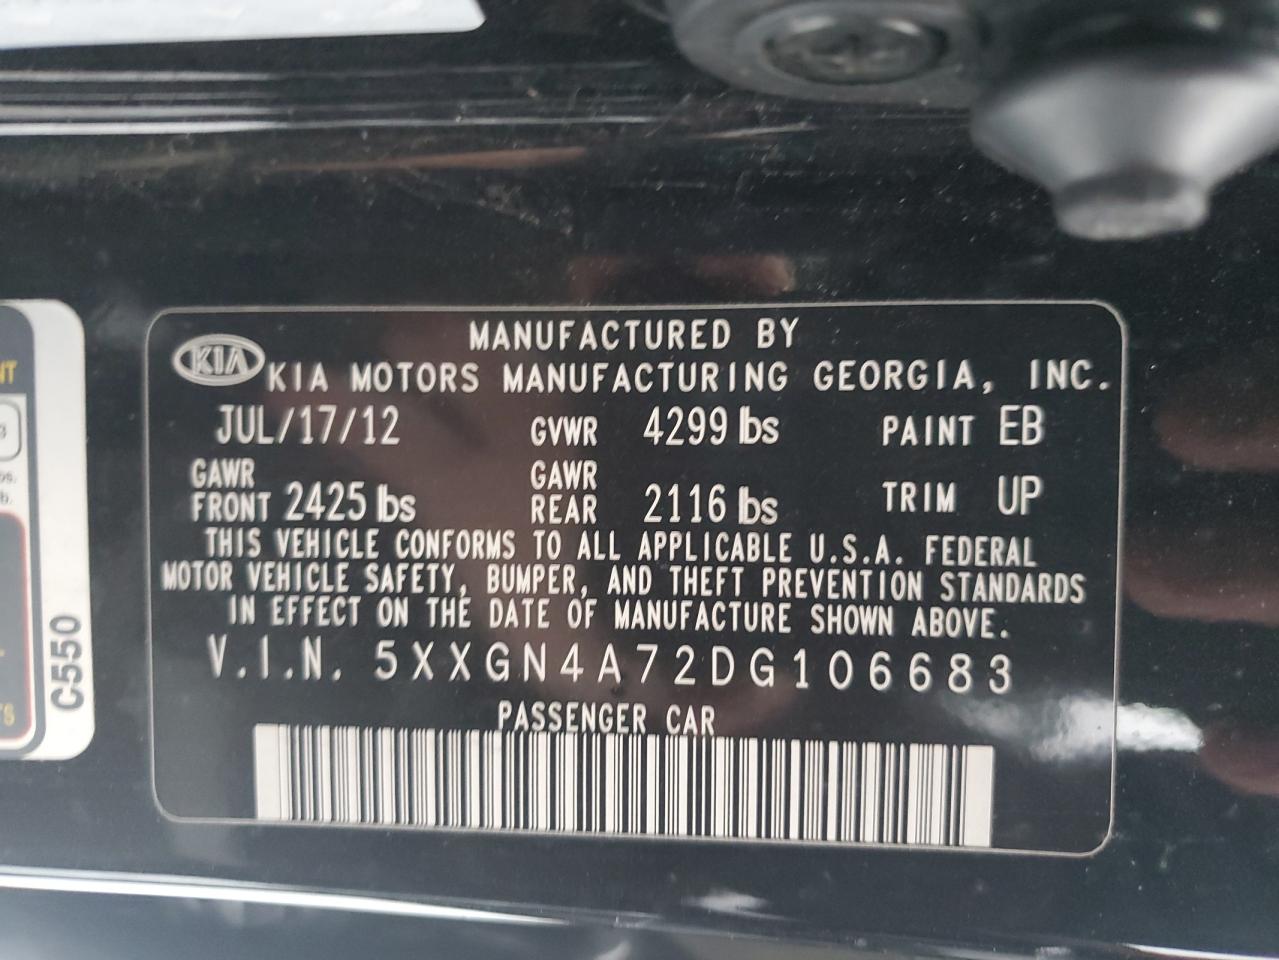 MANUFACTURED BY
KIA KIA MOTORS MANUFACTURING GEORGIA, INC.
JUL/17/12 GVWR 4299 lbs PAINT EB
GAWR FRONT 2425 lbs GAWR REAR 2116 lbs TRIM UP
THIS VEHICLE CONFORMS TO ALL APPLICABLE U.S.A. FEDERAL
MOTOR VEHICLE SAFETY, BUMPER, AND THEFT PREVENTION STANDARDS
IN EFFECT ON THE DATE OF MANUFACTURE SHOWN ABOVE.
V.I.N. 5XXGN4A72DG106683
PASSENGER CAR
C550